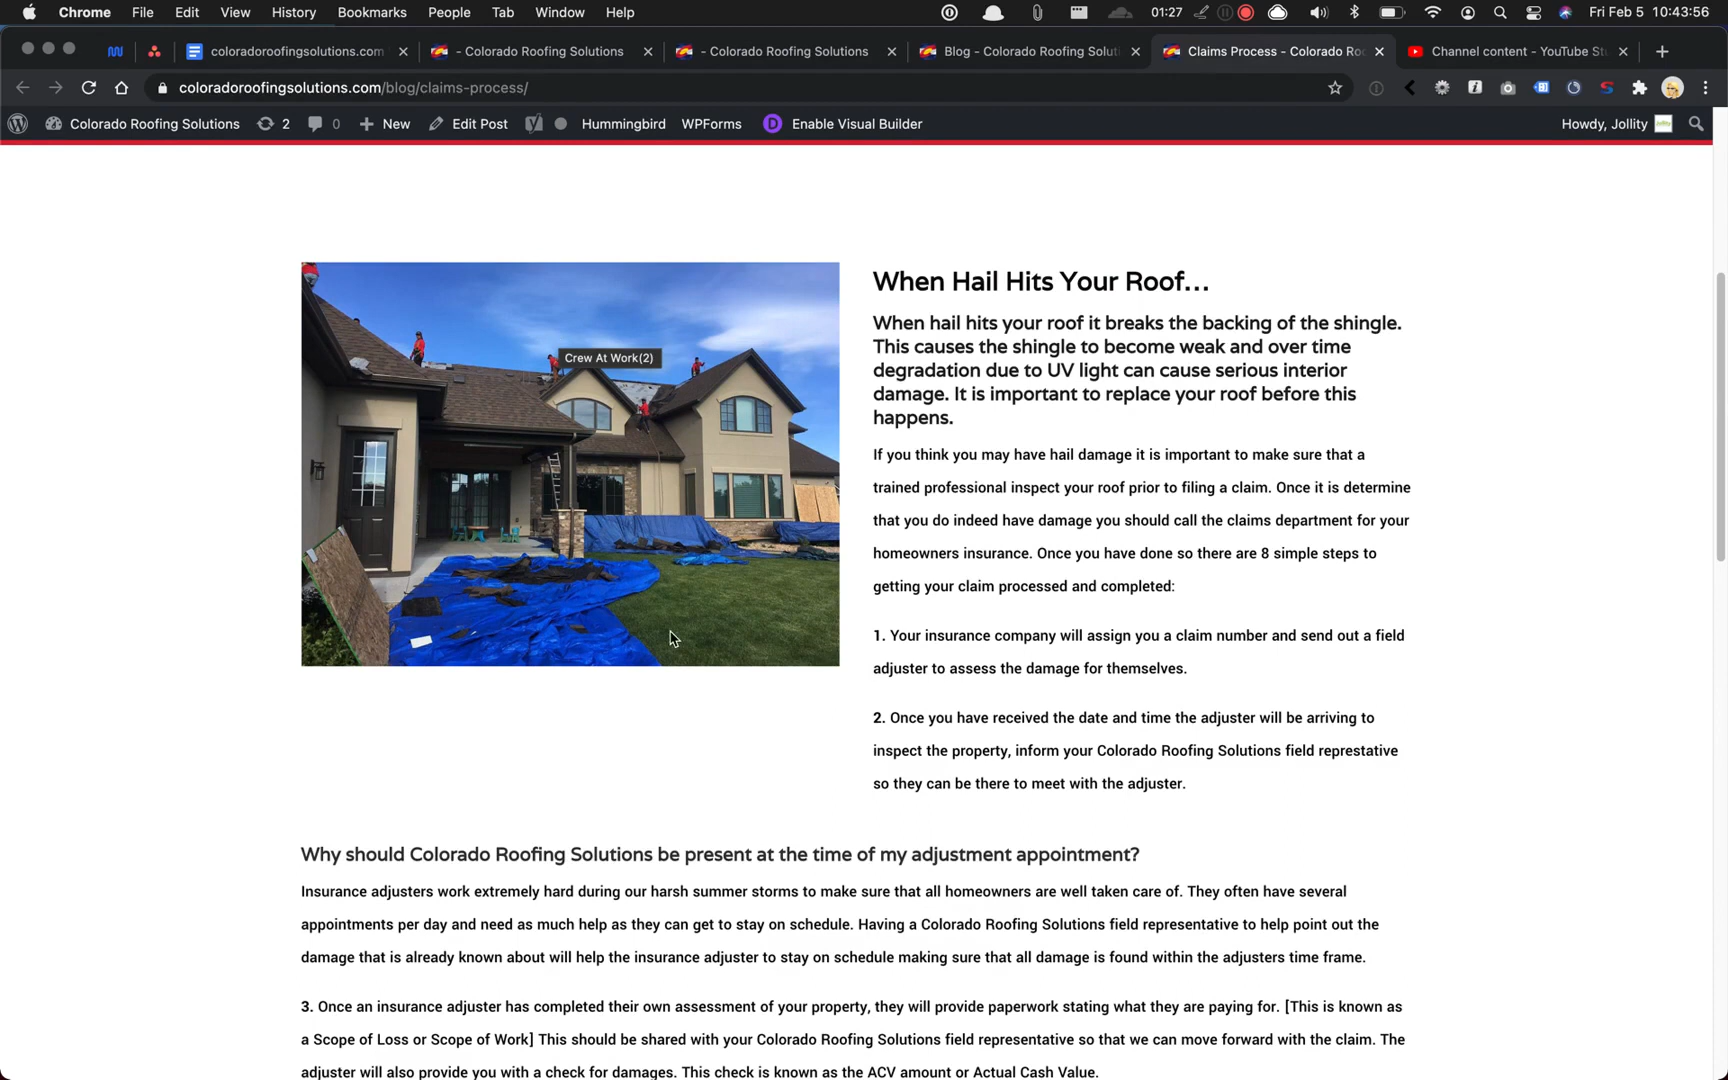 Chrome File Edit View History Bookmarks People Tab Window Help 01:27 Fri Feb 5 10:43:56
coloradoroofingsolutions.com - Colorado Roofing Solutions - Colorado Roofing Solutions Blog - Colorado Roofing Soluti Claims Process - Colorado Roo Channel content - YouTube St
coloradoroofingsolutions.com/blog/claims-process/
Colorado Roofing Solutions 2 0 New Edit Post Hummingbird WPForms Enable Visual Builder Howdy, Jollity
Crew At Work(2)
When Hail Hits Your Roof...
When hail hits your roof it breaks the backing of the shingle.
This causes the shingle to become weak and over time
degradation due to UV light can cause serious interior
damage. It is important to replace your roof before this
happens.
If you think you may have hail damage it is important to make sure that a
trained professional inspect your roof prior to filing a claim. Once it is determine
that you do indeed have damage you should call the claims department for your
homeowners insurance. Once you have done so there are 8 simple steps to
getting your claim processed and completed:
1. Your insurance company will assign you a claim number and send out a field
adjuster to assess the damage for themselves.
2. Once you have received the date and time the adjuster will be arriving to
inspect the property, inform your Colorado Roofing Solutions field represtative
so they can be there to meet with the adjuster.
Why should Colorado Roofing Solutions be present at the time of my adjustment appointment?
Insurance adjusters work extremely hard during our harsh summer storms to make sure that all homeowners are well taken care of. They often have several
appointments per day and need as much help as they can get to stay on schedule. Having a Colorado Roofing Solutions field representative to help point out the
damage that is already known about will help the insurance adjuster to stay on schedule making sure that all damage is found within the adjusters time frame.
3. Once an insurance adjuster has completed their own assessment of your property, they will provide paperwork stating what they are paying for. [This is known as
a Scope of Loss or Scope of Work] This should be shared with your Colorado Roofing Solutions field representative so that we can move forward with the claim. The
adjuster will also provide you with a check for damages. This check is known as the ACV amount or Actual Cash Value.